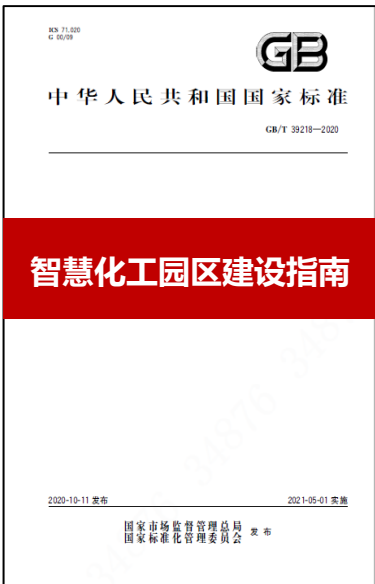 ICS 71.020
G 00/09
GB
中华人民共和国国家标准
GB/T 39218—2020
智慧化工园区建设指南
34876 34876
2020-10-11 发布
2021-05-01 实施
国家市场监督管理总局
国家标准化管理委员会
发布